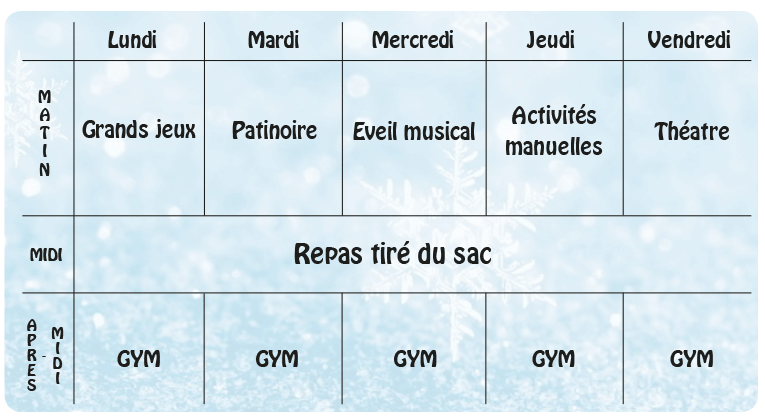 Lundi Mardi Mercredi Jeudi Vendredi
MATIN
Grands jeux Patinoire Eveil musical Activités manuelles Théatre
MIDI
Repas tiré du sac
APRES-MIDI
GYM GYM GYM GYM GYM